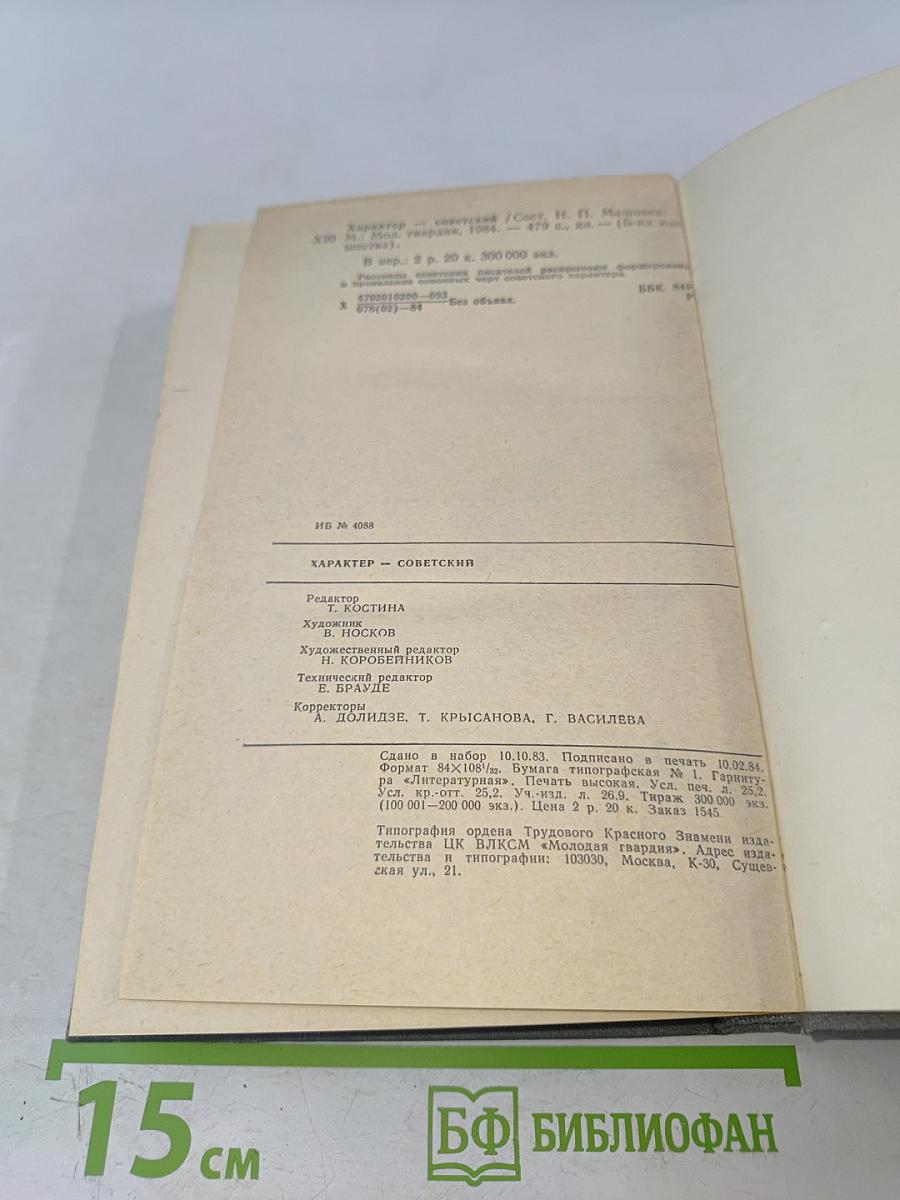 Характер — советский / Сост. Н. П. Машовец:
Х20 М.: Мол. гвардия, 1984. — 479 с., ил. — (Б-ка юно-
шества).
В пер.: 2 р. 20 к. 300 000 экз.
Рассказы советских писателей раскрывают
и проявление основных черт советского характера.
Х 4702010200—093
078(02)—84 Без объявл.
ББК 84
ИБ № 4088
ХАРАКТЕР — СОВЕТСКИЙ
Редактор
Т. КОСТИНА
Художник
В. НОСКОВ
Художественный редактор
Н. КОРОБЕЙНИКОВ
Технический редактор
Е. БРАУДЕ
Корректоры
А. ДОЛИДЗЕ, Т. КРЫСАНОВА, Г. ВАСИЛЁВА
Сдано в набор 10.10.83. Подписано в печать 10.02.84.
Формат 84×108¹/₃₂. Бумага типографская № 1. Гарниту-
ра «Литературная». Печать высокая. Усл. печ. л. 25,2.
Усл. кр.-отт. 25,2. Уч.-изд. л. 26,9. Тираж 300 000 экз.
(100 001—200 000 экз.). Цена 2 р. 20 к. Заказ 1545.
Типография ордена Трудового Красного Знамени изда-
тельства ЦК ВЛКСМ «Молодая гвардия». Адрес изда-
тельства и типографии: 103030, Москва, К-30, Сущев-
ская ул., 21.
15 см
БФ БИБЛИОФАН